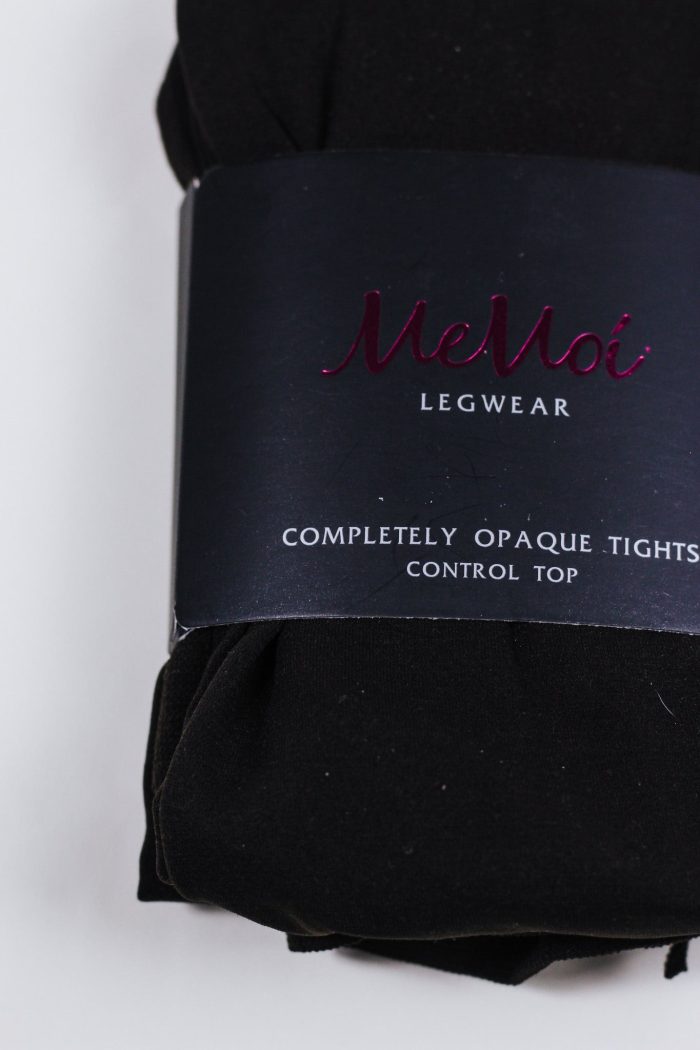 MeMoi
LEGWEAR
COMPLETELY OPAQUE TIGHTS
CONTROL TOP